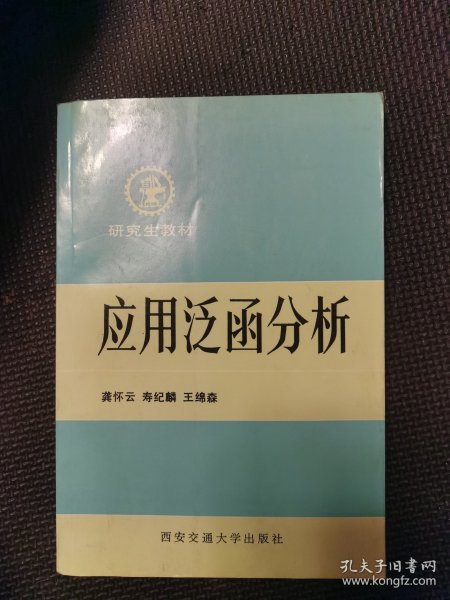 研究生教材
应用泛函分析
龚怀云 寿纪麟 王绵森
西安交通大学出版社
孔夫子旧书网
www.kongfz.com